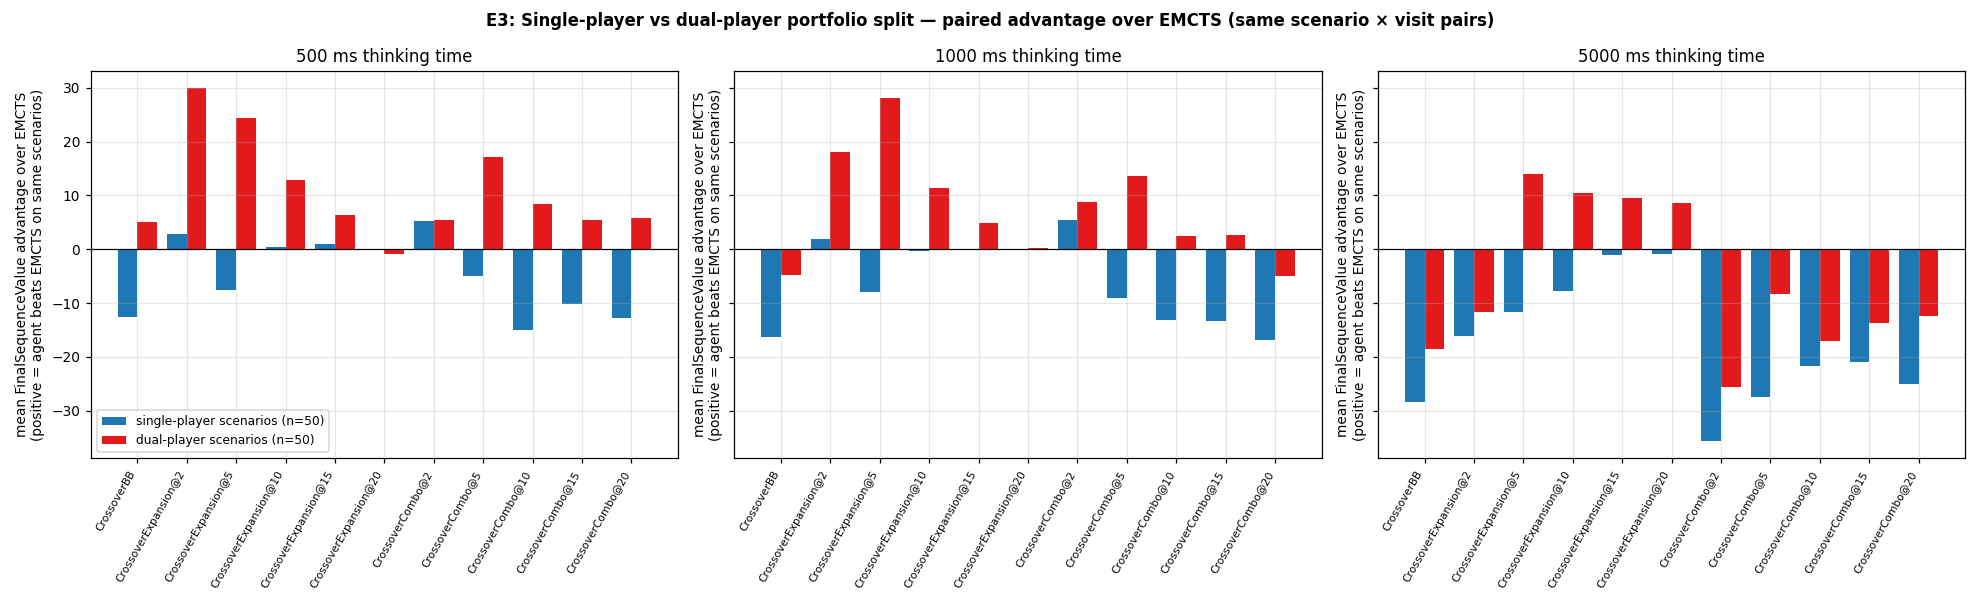 E3: Single-player vs dual-player portfolio split — paired advantage over EMCTS (same scenario × visit pairs)
500 ms thinking time
mean FinalSequenceValue advantage over EMCTS
(positive = agent beats EMCTS on same scenarios)
30
20
10
0
−10
−20
−30
single-player scenarios (n=50)
dual-player scenarios (n=50)
CrossoverBB
CrossoverExpansion@2
CrossoverExpansion@5
CrossoverExpansion@10
CrossoverExpansion@15
CrossoverExpansion@20
CrossoverCombo@2
CrossoverCombo@5
CrossoverCombo@10
CrossoverCombo@15
CrossoverCombo@20
1000 ms thinking time
mean FinalSequenceValue advantage over EMCTS
(positive = agent beats EMCTS on same scenarios)
CrossoverBB
CrossoverExpansion@2
CrossoverExpansion@5
CrossoverExpansion@10
CrossoverExpansion@15
CrossoverExpansion@20
CrossoverCombo@2
CrossoverCombo@5
CrossoverCombo@10
CrossoverCombo@15
CrossoverCombo@20
5000 ms thinking time
mean FinalSequenceValue advantage over EMCTS
(positive = agent beats EMCTS on same scenarios)
CrossoverBB
CrossoverExpansion@2
CrossoverExpansion@5
CrossoverExpansion@10
CrossoverExpansion@15
CrossoverExpansion@20
CrossoverCombo@2
CrossoverCombo@5
CrossoverCombo@10
CrossoverCombo@15
CrossoverCombo@20